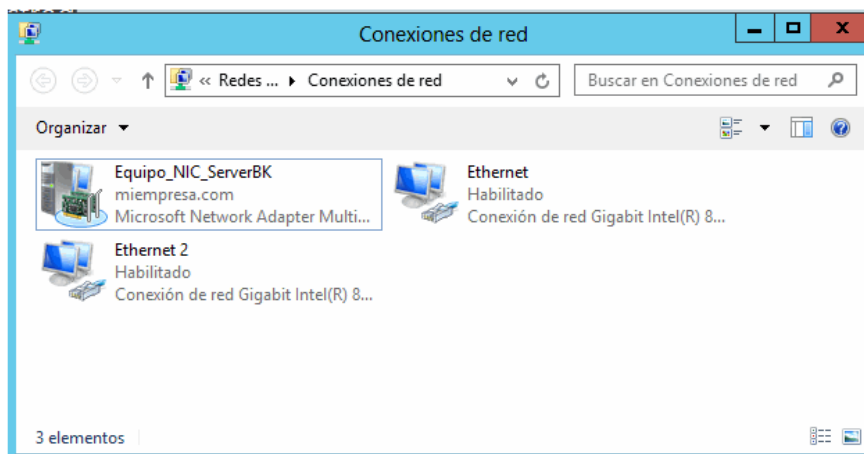 Conexiones de red
« Redes ... Conexiones de red
Buscar en Conexiones de red
Organizar
Equipo_NIC_ServerBK
miempresa.com
Microsoft Network Adapter Multi...
Ethernet
Habilitado
Conexión de red Gigabit Intel(R) 8...
Ethernet 2
Habilitado
Conexión de red Gigabit Intel(R) 8...
3 elementos